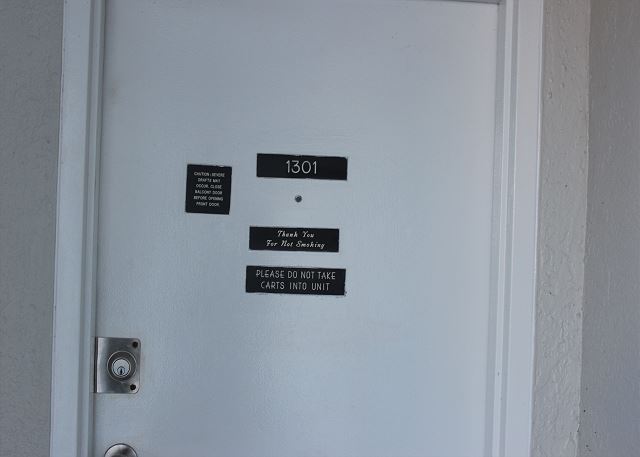 1301
CAUTION: SEVERE
DRAFTS MAY
OCCUR. CLOSE
BALCONY DOOR
BEFORE OPENING
FRONT DOOR.
Thank You
For Not Smoking
PLEASE DO NOT TAKE
CARTS INTO UNIT